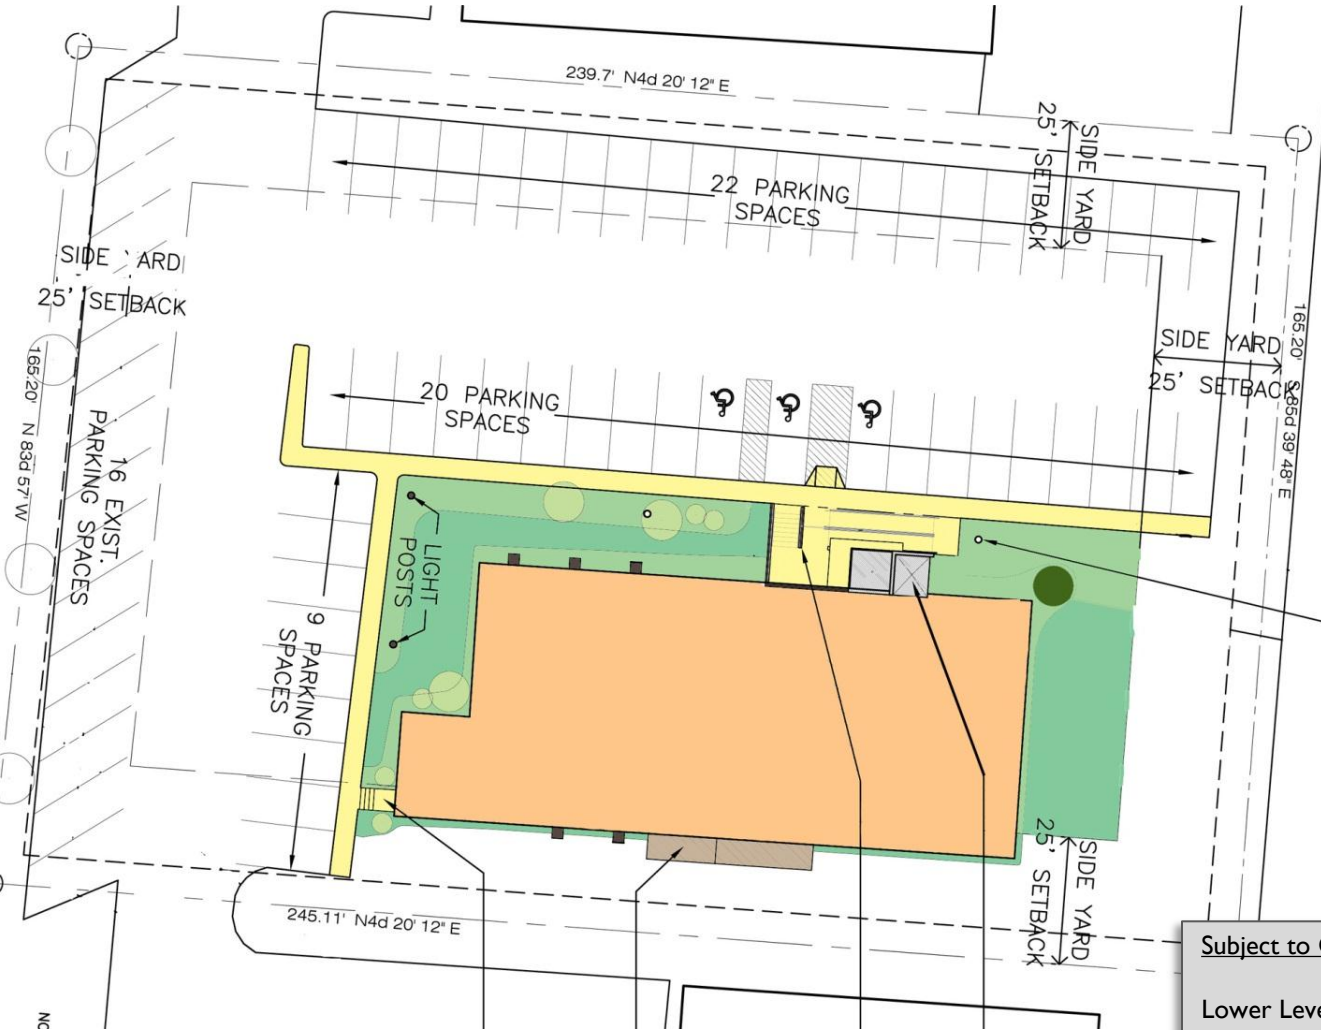 239.7' N4d 20' 12" E
SIDE YARD
25' SETBACK
22 PARKING
SPACES
SIDE ARD
25' SETBACK
165.20' S 85d 39' 48" E
SIDE YARD
25' SETBACK
165.20' N 83d 57' W
20 PARKING
SPACES
16 EXIST.
PARKING SPACES
LIGHT
POSTS
9 PARKING
SPACES
SIDE YARD
25' SETBACK
245.11' N4d 20' 12" E
Subject to
Lower Leve